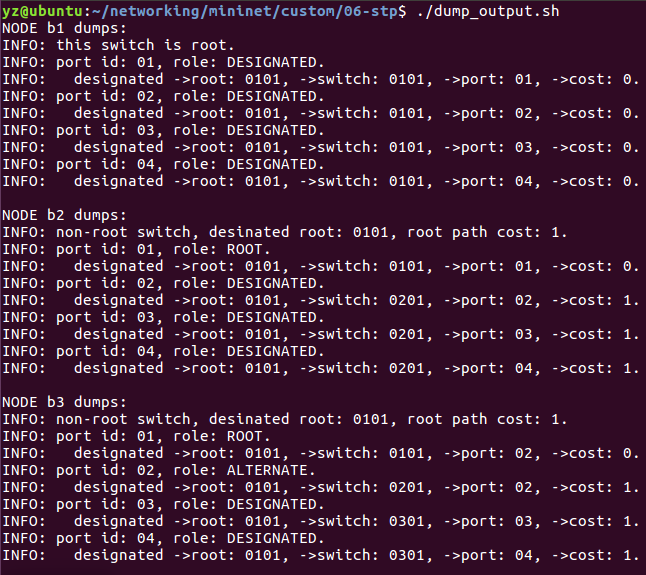 yz@ubuntu:~/networking/mininet/custom/06-stp$ ./dump_output.sh
NODE b1 dumps:
INFO: this switch is root.
INFO: port id: 01, role: DESIGNATED.
INFO:   designated ->root: 0101, ->switch: 0101, ->port: 01, ->cost: 0.
INFO: port id: 02, role: DESIGNATED.
INFO:   designated ->root: 0101, ->switch: 0101, ->port: 02, ->cost: 0.
INFO: port id: 03, role: DESIGNATED.
INFO:   designated ->root: 0101, ->switch: 0101, ->port: 03, ->cost: 0.
INFO: port id: 04, role: DESIGNATED.
INFO:   designated ->root: 0101, ->switch: 0101, ->port: 04, ->cost: 0.

NODE b2 dumps:
INFO: non-root switch, desinated root: 0101, root path cost: 1.
INFO: port id: 01, role: ROOT.
INFO:   designated ->root: 0101, ->switch: 0101, ->port: 01, ->cost: 0.
INFO: port id: 02, role: DESIGNATED.
INFO:   designated ->root: 0101, ->switch: 0201, ->port: 02, ->cost: 1.
INFO: port id: 03, role: DESIGNATED.
INFO:   designated ->root: 0101, ->switch: 0201, ->port: 03, ->cost: 1.
INFO: port id: 04, role: DESIGNATED.
INFO:   designated ->root: 0101, ->switch: 0201, ->port: 04, ->cost: 1.

NODE b3 dumps:
INFO: non-root switch, desinated root: 0101, root path cost: 1.
INFO: port id: 01, role: ROOT.
INFO:   designated ->root: 0101, ->switch: 0101, ->port: 02, ->cost: 0.
INFO: port id: 02, role: ALTERNATE.
INFO:   designated ->root: 0101, ->switch: 0201, ->port: 02, ->cost: 1.
INFO: port id: 03, role: DESIGNATED.
INFO:   designated ->root: 0101, ->switch: 0301, ->port: 03, ->cost: 1.
INFO: port id: 04, role: DESIGNATED.
INFO:   designated ->root: 0101, ->switch: 0301, ->port: 04, ->cost: 1.